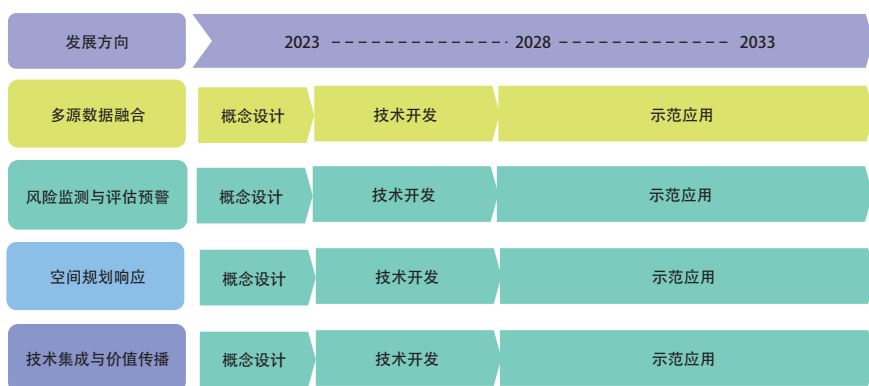 发展方向 2023 2028 2033
多源数据融合 概念设计 技术开发 示范应用
风险监测与评估预警 概念设计 技术开发 示范应用
空间规划响应 概念设计 技术开发 示范应用
技术集成与价值传播 概念设计 技术开发 示范应用